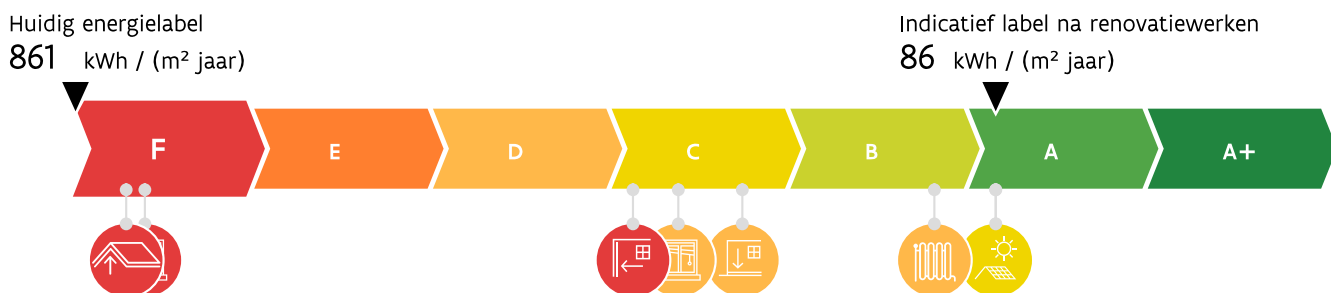 Huidig energielabel
861 kWh / (m² jaar)
Indicatief label na renovatiewerken
86 kWh / (m² jaar)
F E D C B A A+